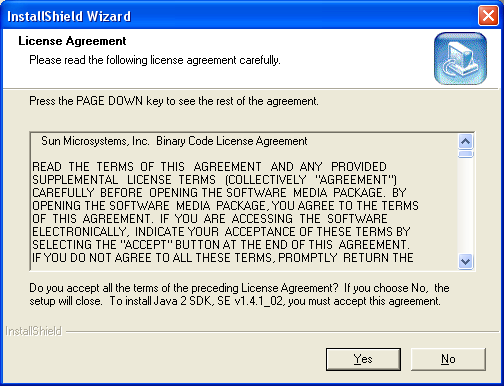 InstallShield Wizard
License Agreement
Please read the following license agreement carefully.
Press the PAGE DOWN key to see the rest of the agreement.
Sun Microsystems, Inc. Binary Code License Agreement
READ THE TERMS OF THIS AGREEMENT AND ANY PROVIDED
SUPPLEMENTAL LICENSE TERMS (COLLECTIVELY "AGREEMENT")
CAREFULLY BEFORE OPENING THE SOFTWARE MEDIA PACKAGE. BY
OPENING THE SOFTWARE MEDIA PACKAGE, YOU AGREE TO THE TERMS
OF THIS AGREEMENT. IF YOU ARE ACCESSING THE SOFTWARE
ELECTRONICALLY, INDICATE YOUR ACCEPTANCE OF THESE TERMS BY
SELECTING THE "ACCEPT" BUTTON AT THE END OF THIS AGREEMENT.
IF YOU DO NOT AGREE TO ALL THESE TERMS, PROMPTLY RETURN THE
Do you accept all the terms of the preceding License Agreement? If you choose No, the
setup will close. To install Java 2 SDK, SE v1.4.1_02, you must accept this agreement.
InstallShield
Yes
No